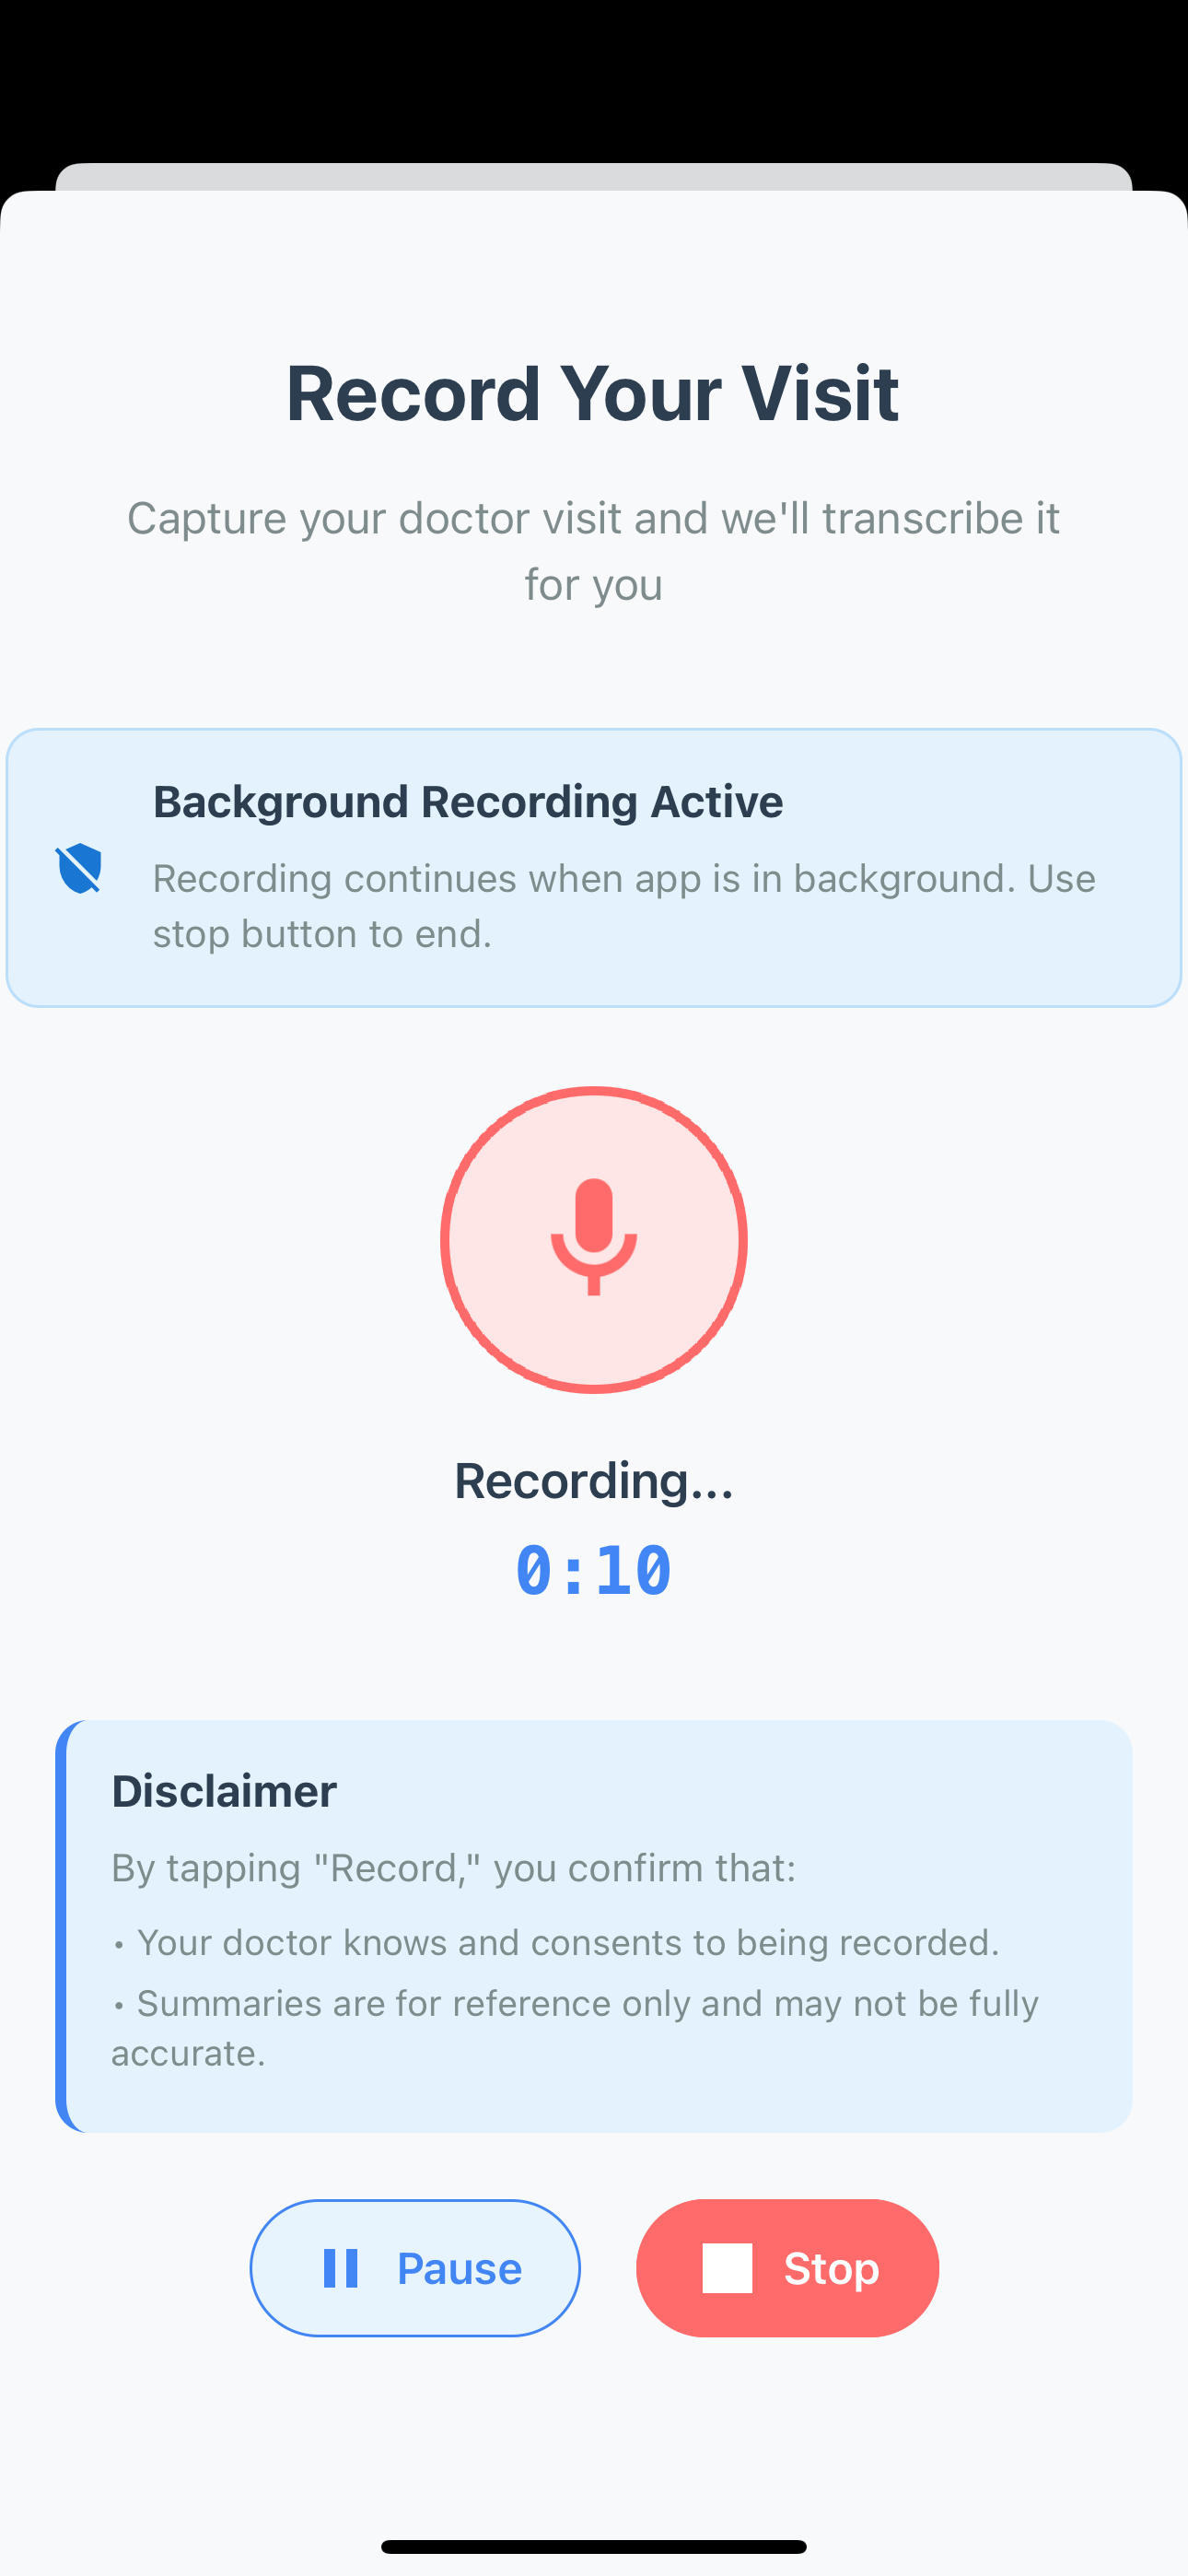 Record Your Visit
Capture your doctor visit and we'll transcribe it
for you
Background Recording Active
Recording continues when app is in background. Use
stop button to end.
Recording...
0:10
Disclaimer
By tapping "Record," you confirm that:
• Your doctor knows and consents to being recorded.
• Summaries are for reference only and may not be fully
accurate.
Pause
Stop